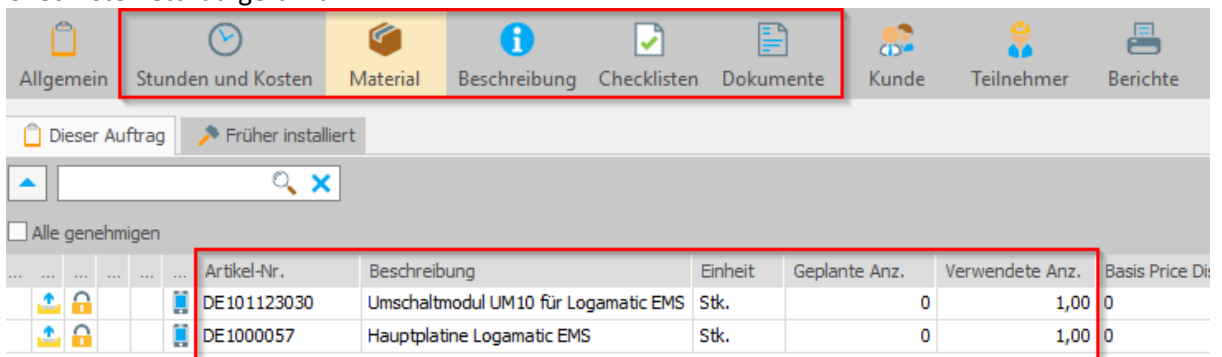 Allgemein Stunden und Kosten Material Beschreibung Checklisten Dokumente Kunde Teilnehmer Berichte
Dieser Auftrag Früher installiert
Alle genehmigen
... ... ... ... ... ... Artikel-Nr. Beschreibung Einheit Geplante Anz. Verwendete Anz. Basis Price Dis
DE101123030 Umschaltmodul UM10 für Logamatic EMS Stk. 0 1,00 0
DE1000057 Hauptplatine Logamatic EMS Stk. 0 1,00 0